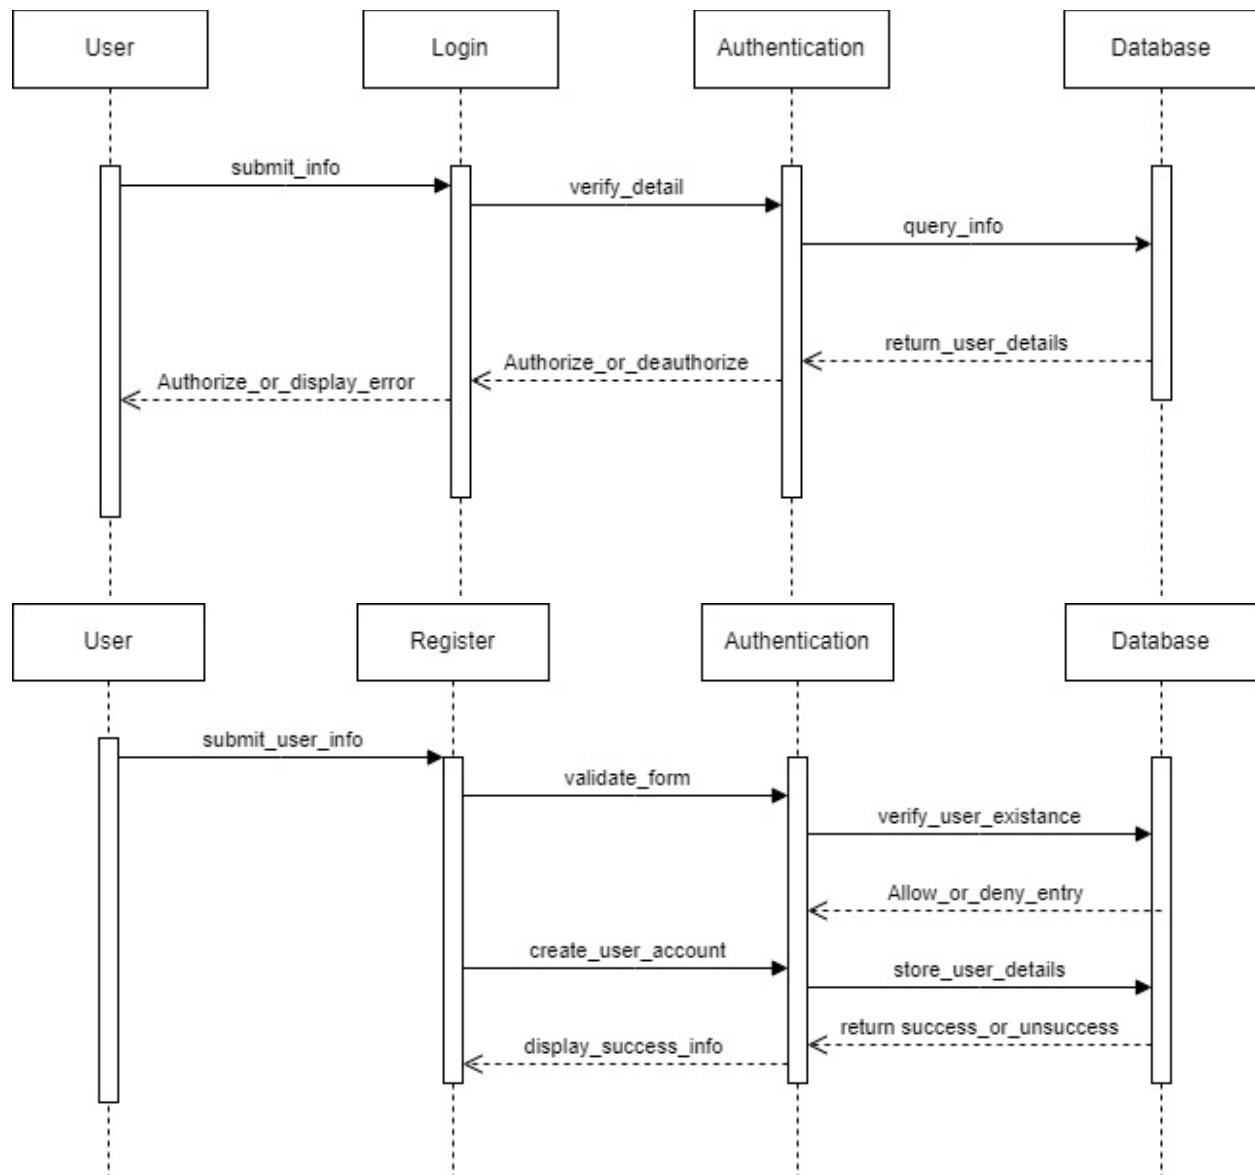 User
Login
Authentication
Database
submit_info
verify_detail
query_info
return_user_details
Authorize_or_deauthorize
Authorize_or_display_error
User
Register
Authentication
Database
submit_user_info
validate_form
verify_user_existance
Allow_or_deny_entry
create_user_account
store_user_details
return success_or_unsuccess
display_success_info